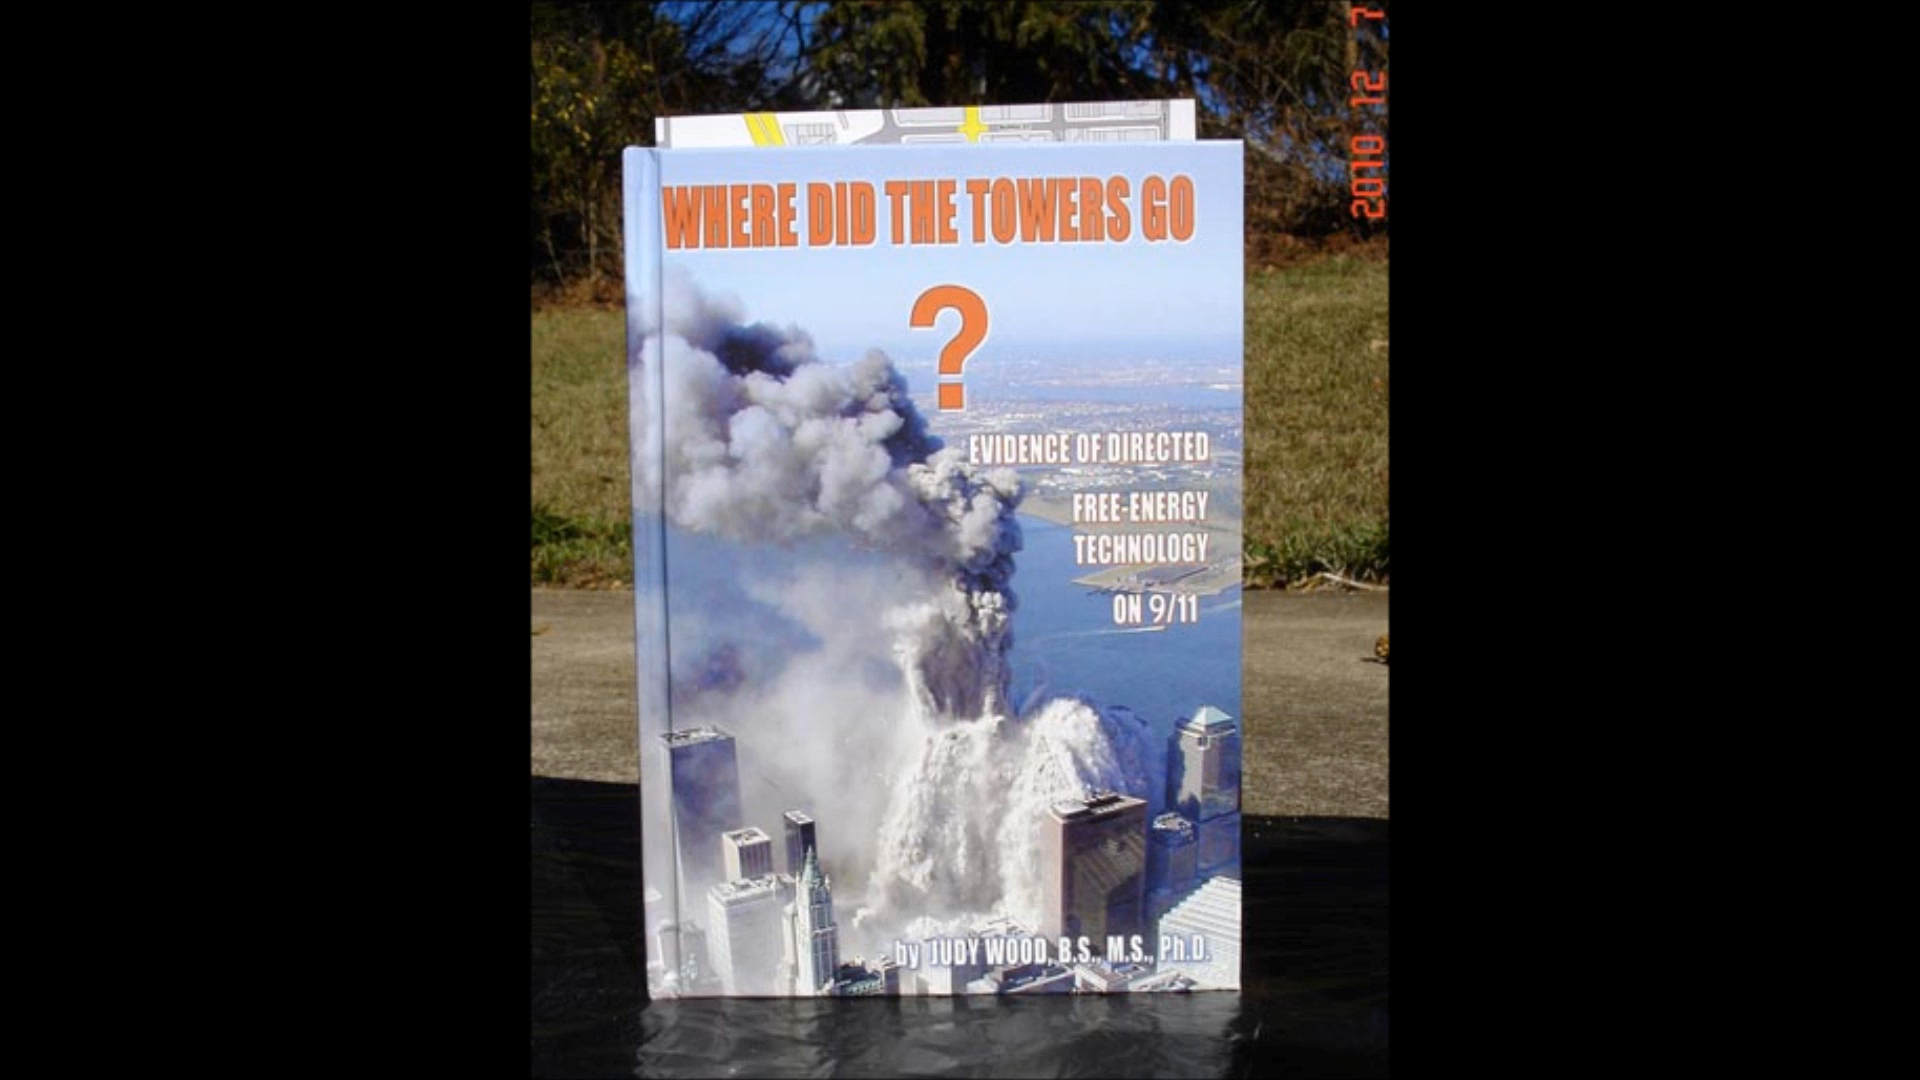 WHERE DID THE TOWERS GO
?
EVIDENCE OF DIRECTED
FREE-ENERGY
TECHNOLOGY
ON 9/11
by JUDY WOOD, B.S., M.S., Ph.D.
2010 12 7